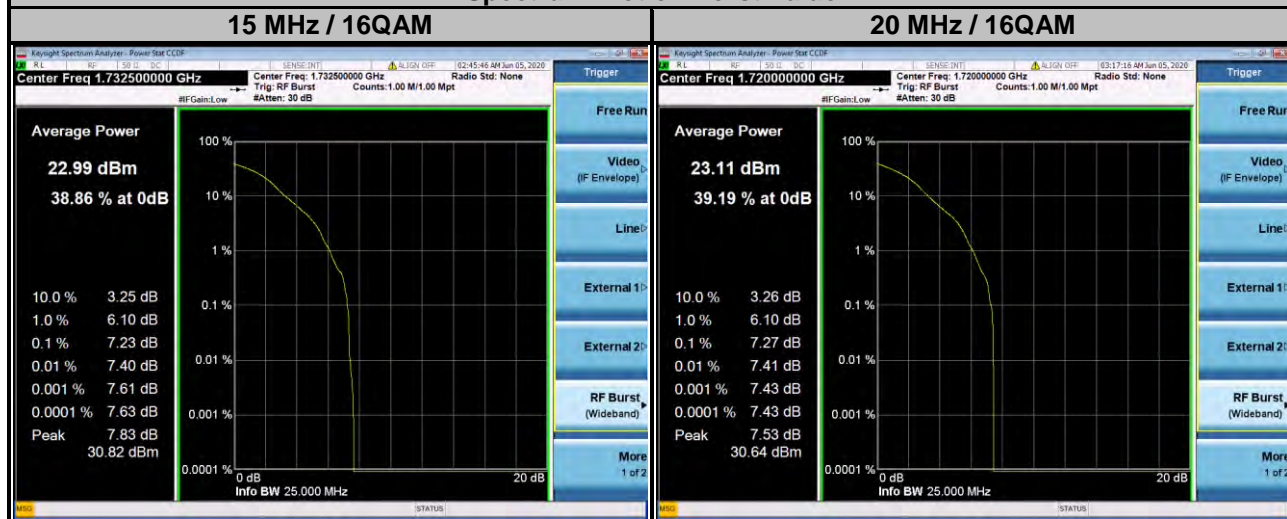 15 MHz / 16QAM
Keysight Spectrum Analyzer - Power Stat CCDF
RL RF 50 Ω DC SENSE:INT ALIGN OFF 02:45:46 AM Jun 05, 2020
Center Freq 1.732500000 GHz
Center Freq: 1.732500000 GHz Radio Std: None
Trig: RF Burst Counts:1.00 M/1.00 Mpt
#IFGain:Low #Atten: 30 dB
Average Power
22.99 dBm
38.86 % at 0dB
10.0 % 3.25 dB
1.0 % 6.10 dB
0.1 % 7.23 dB
0.01 % 7.40 dB
0.001 % 7.61 dB
0.0001 % 7.63 dB
Peak 7.83 dB
30.82 dBm
100 %
10 %
1 %
0.1 %
0.01 %
0.001 %
0.0001 %
0 dB 20 dB
Info BW 25.000 MHz
Trigger
Free Run
Video
(IF Envelope)
Line
External 1
External 2
RF Burst
(Wideband)
More
1 of 2
MSG STATUS
20 MHz / 16QAM
Keysight Spectrum Analyzer - Power Stat CCDF
RL RF 50 Ω DC SENSE:INT ALIGN OFF 03:17:16 AM Jun 05, 2020
Center Freq 1.720000000 GHz
Center Freq: 1.720000000 GHz Radio Std: None
Trig: RF Burst Counts:1.00 M/1.00 Mpt
#IFGain:Low #Atten: 30 dB
Average Power
23.11 dBm
39.19 % at 0dB
10.0 % 3.26 dB
1.0 % 6.10 dB
0.1 % 7.27 dB
0.01 % 7.41 dB
0.001 % 7.43 dB
0.0001 % 7.43 dB
Peak 7.53 dB
30.64 dBm
100 %
10 %
1 %
0.1 %
0.01 %
0.001 %
0.0001 %
0 dB 20 dB
Info BW 25.000 MHz
Trigger
Free Run
Video
(IF Envelope)
Line
External 1
External 2
RF Burst
(Wideband)
More
1 of 2
MSG STATUS